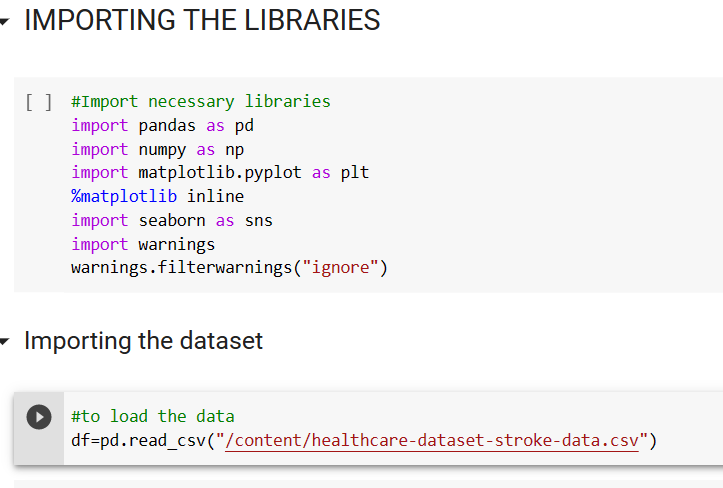 IMPORTING THE LIBRARIES
[ ] #Import necessary libraries
import pandas as pd
import numpy as np
import matplotlib.pyplot as plt
%matplotlib inline
import seaborn as sns
import warnings
warnings.filterwarnings("ignore")
Importing the dataset
#to load the data
df=pd.read_csv("/content/healthcare-dataset-stroke-data.csv")